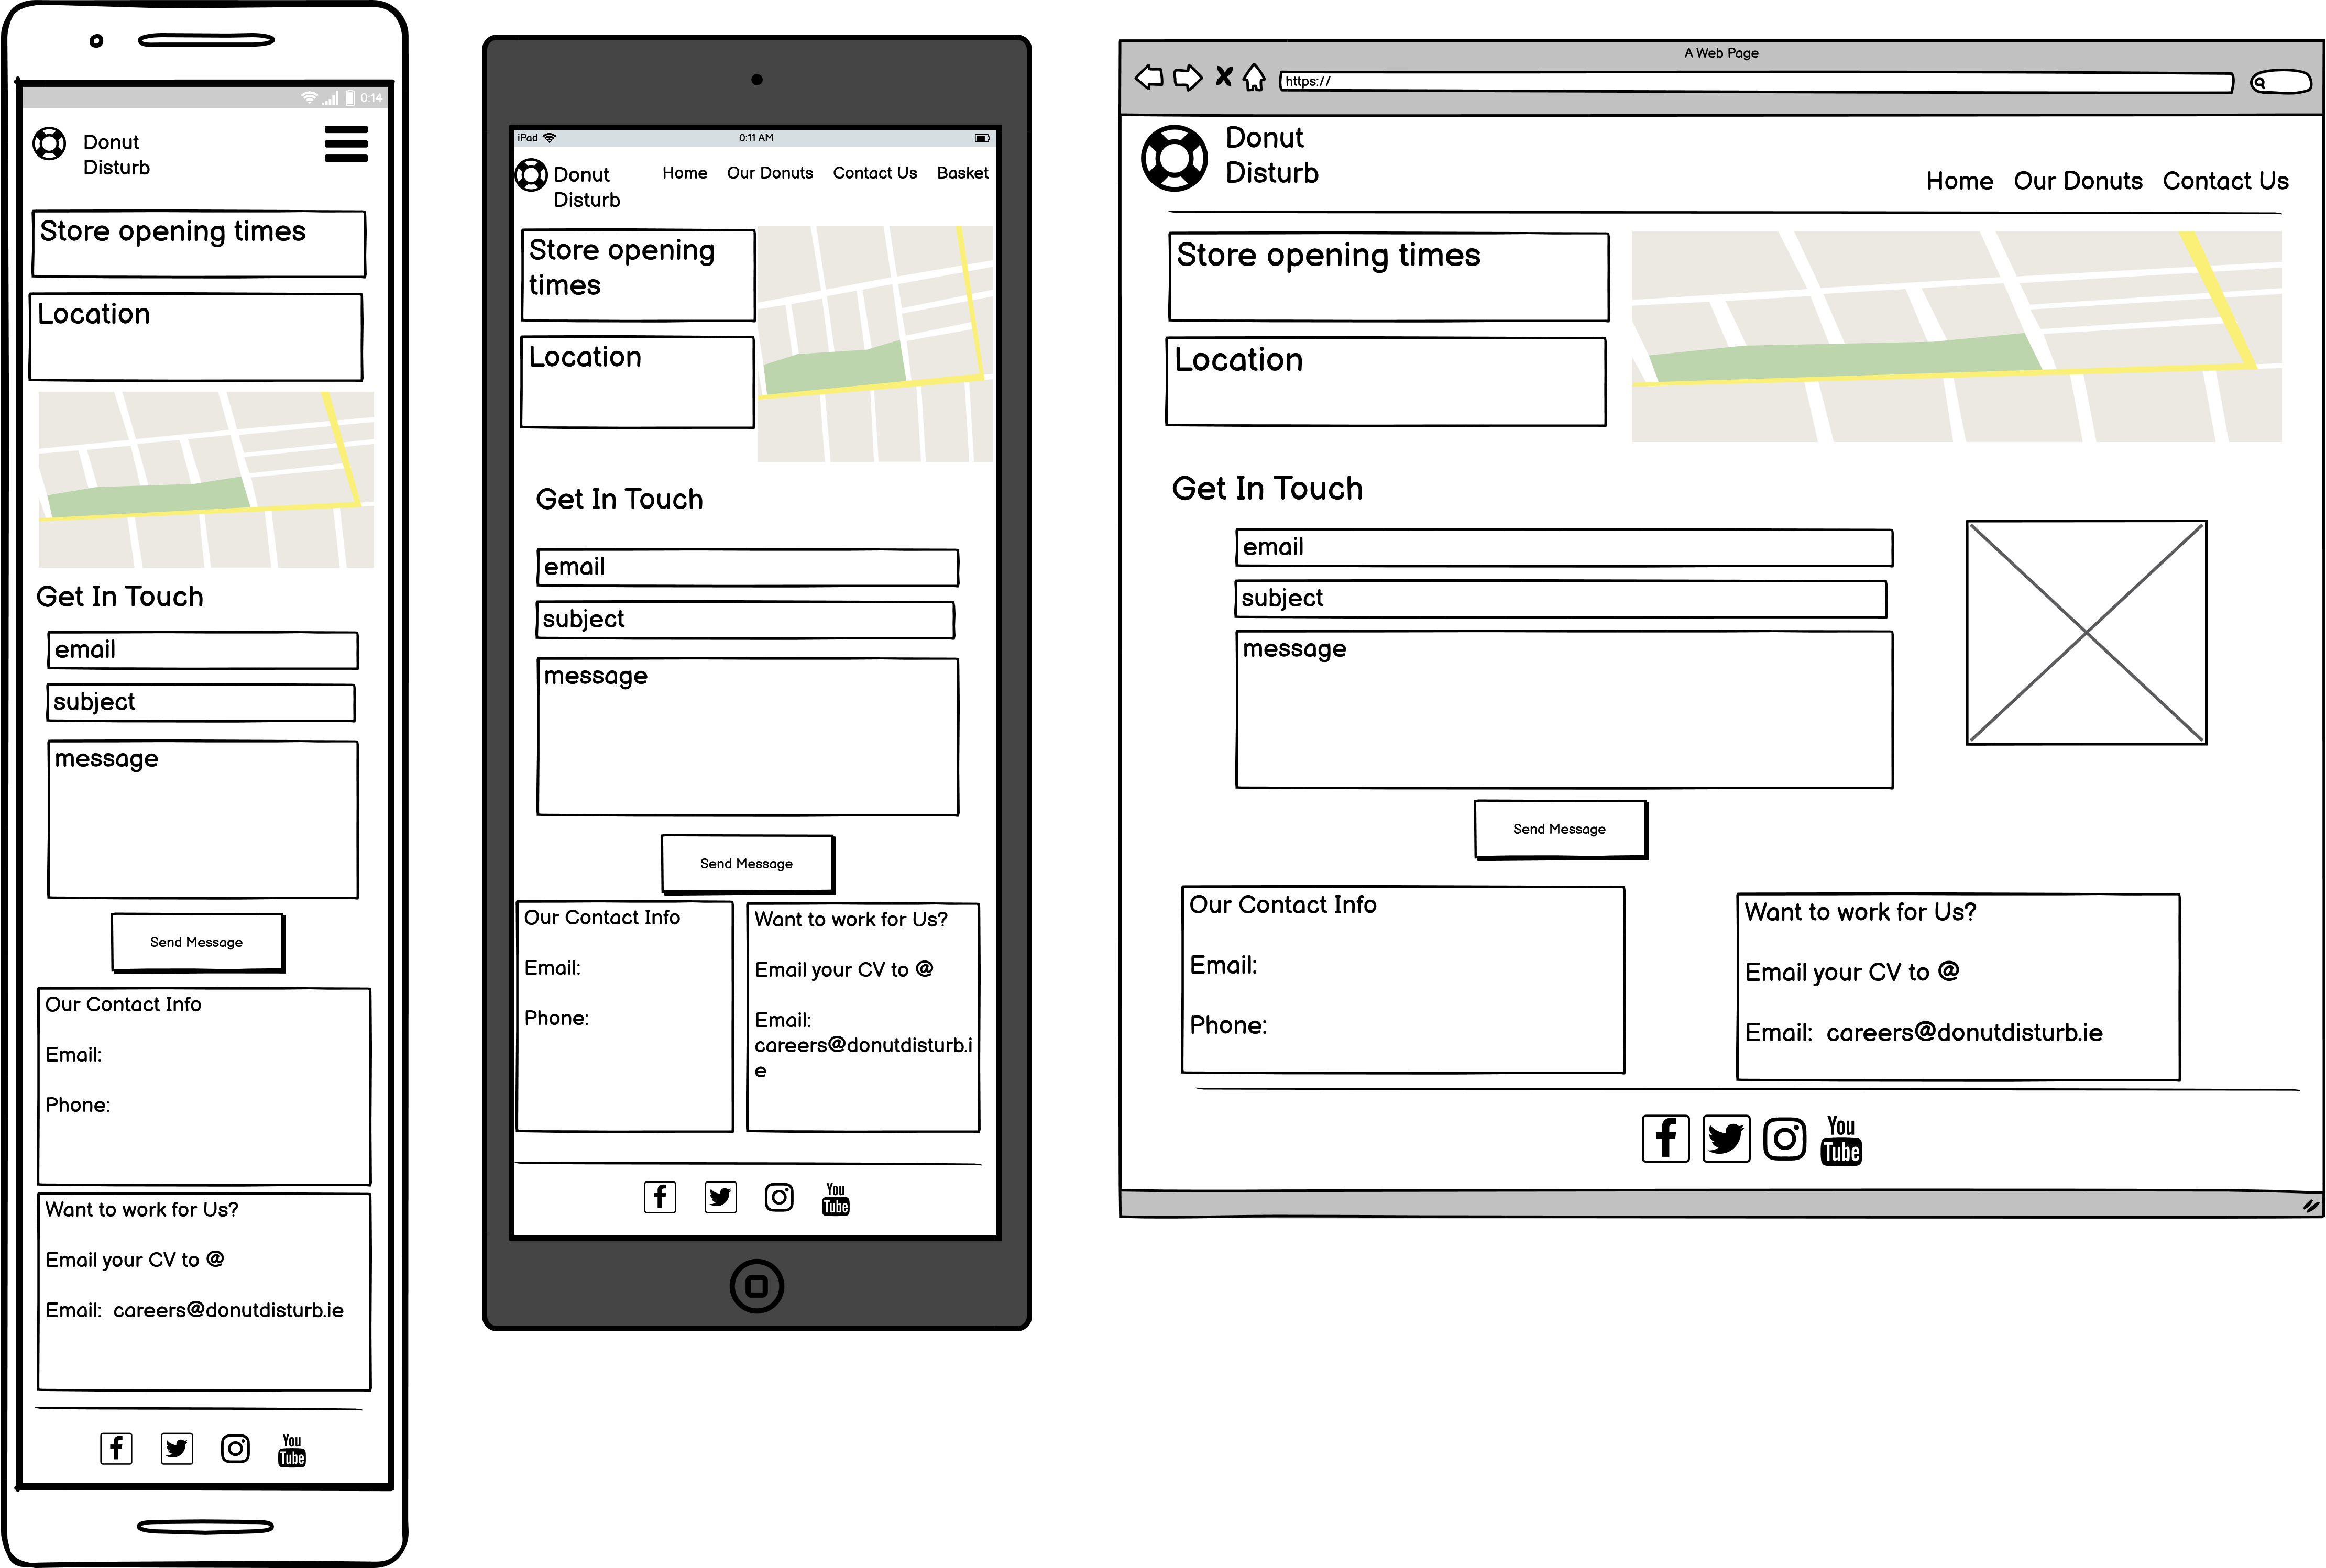 0:14
Donut
Disturb
Store opening times
Location
Get In Touch
email
subject
message
Send Message
Our Contact Info
Email:
Phone:
Want to work for Us?
Email your CV to @
Email: careers@donutdisturb.ie
You
Tube
iPad
0:11 AM
Donut
Disturb
Home Our Donuts Contact Us Basket
Store opening
times
Location
Get In Touch
email
subject
message
Send Message
Our Contact Info
Email:
Phone:
Want to work for Us?
Email your CV to @
Email:
careers@donutdisturb.i
e
You
Tube
A Web Page
https://
Donut
Disturb
Home Our Donuts Contact Us
Store opening times
Location
Get In Touch
email
subject
message
Send Message
Our Contact Info
Email:
Phone:
Want to work for Us?
Email your CV to @
Email: careers@donutdisturb.ie
You
Tube